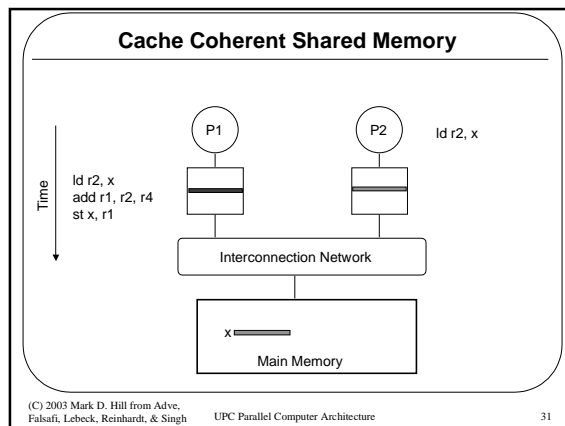 Cache Coherent Shared Memory
P1
P2
ld r2, x
Time
ld r2, x
add r1, r2, r4
st x, r1
Interconnection Network
x
Main Memory
(C) 2003 Mark D. Hill from Adve,
Falsafi, Lebeck, Reinhardt, & Singh
UPC Parallel Computer Architecture
31